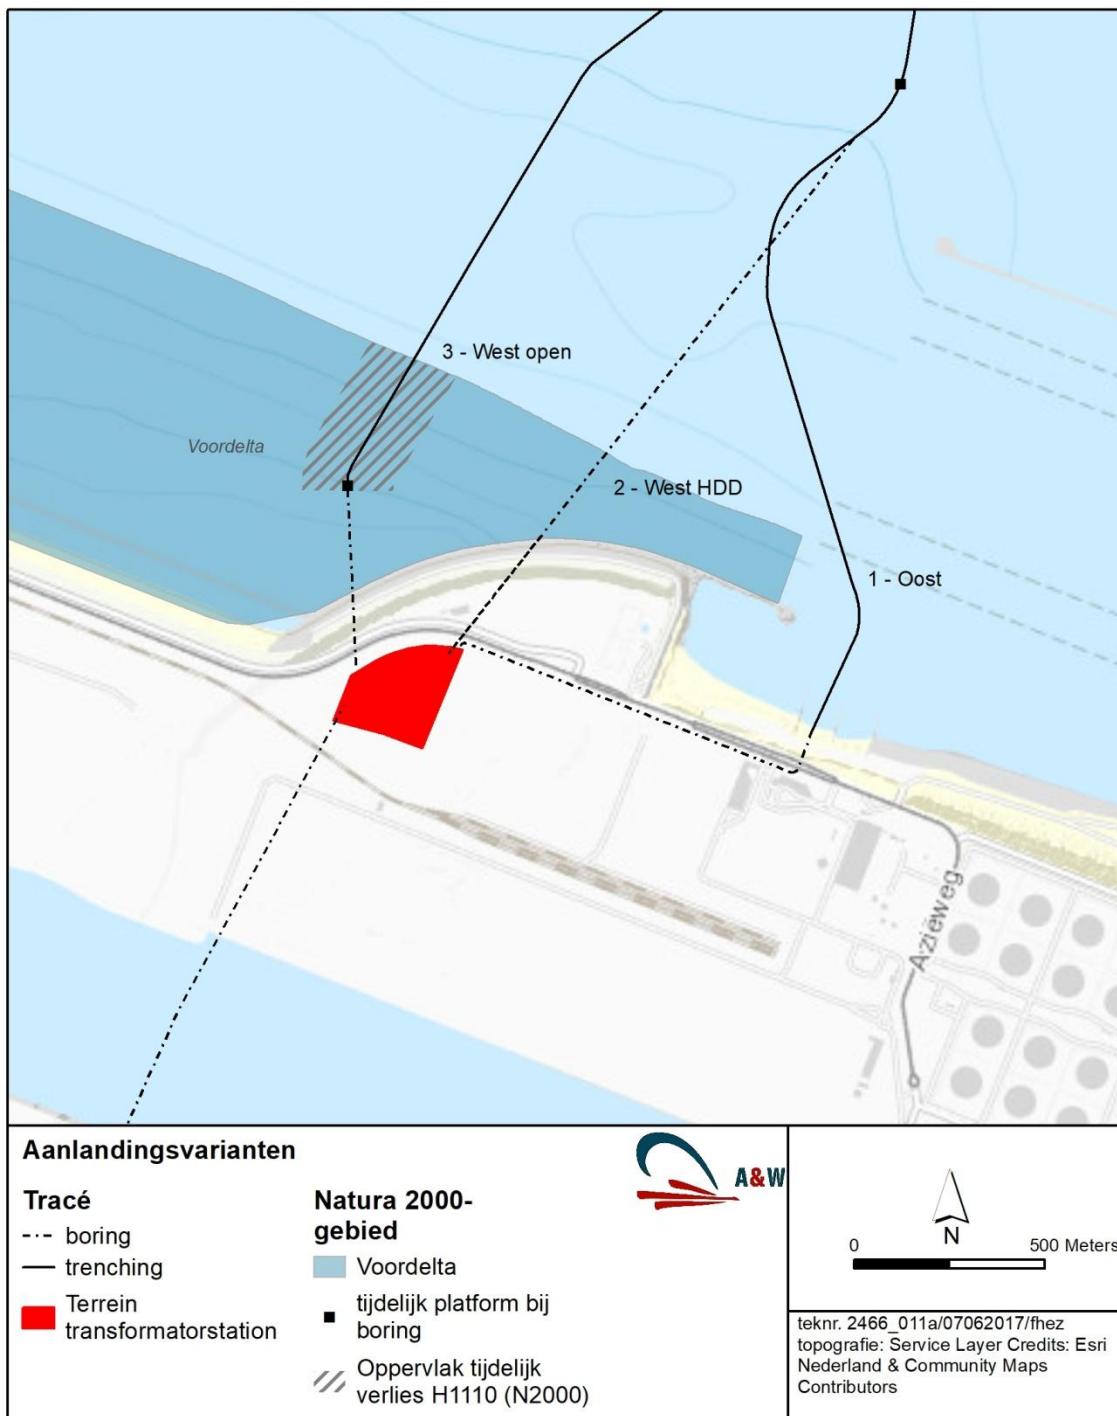 3 - West open
Voordelta
2 - West HDD
1 - Oost
Aziëweg
Aanlandingsvarianten
Tracé
boring
trenching
Terrein
transformatorstation
Natura 2000-
gebied
Voordelta
tijdelijk platform bij
boring
Oppervlak tijdelijk
verlies H1110 (N2000)
A&W
N
0 500 Meters
teknr. 2466_011a/07062017/fhez
topografie: Service Layer Credits: Esri
Nederland & Community Maps
Contributors